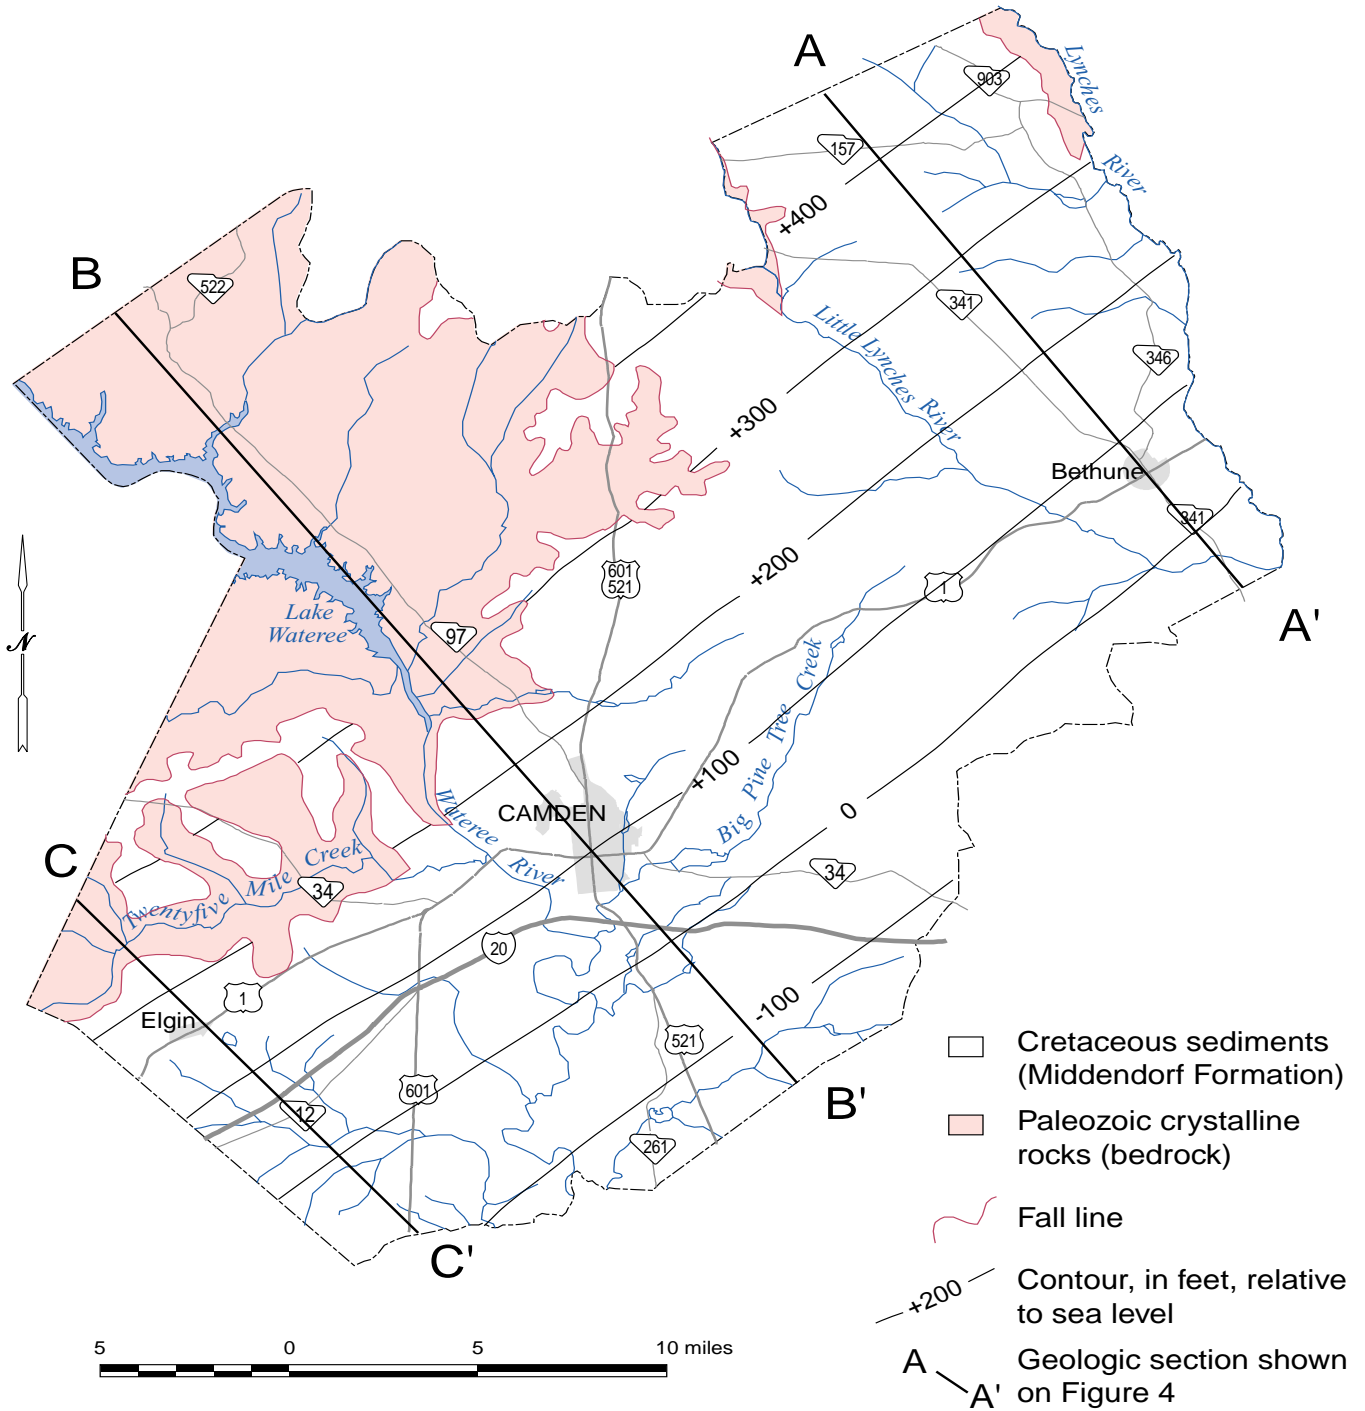 A
Lynches
River
903
157
+400
B
522
341
Little Lynches River
346
+300
Bethune
341
+200
601
521
1
A'
Lake
Wateree
97
Big Pine Tree Creek
+100
CAMDEN
Wateree
River
0
34
C
Twentyfive Mile Creek
34
20
1
Elgin
-100
521
601
12
B'
261
C'
N
Cretaceous sediments
(Middendorf Formation)
Paleozoic crystalline
rocks (bedrock)
Fall line
+200
Contour, in feet, relative
to sea level
A
A'
Geologic section shown
on Figure 4
5 0 5 10 miles